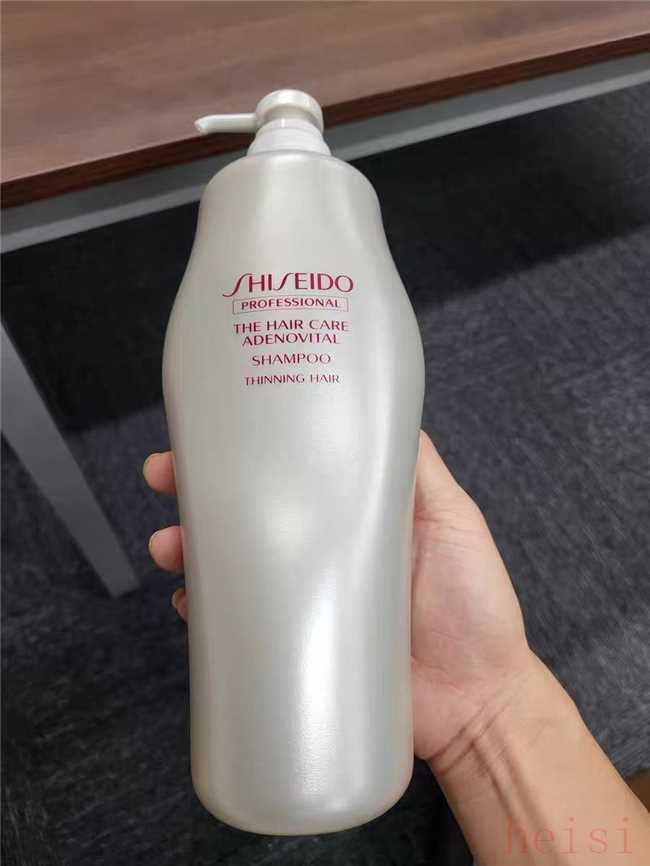 SHISEIDO
PROFESSIONAL
THE HAIR CARE
ADENOVITAL
SHAMPOO
THINNING HAIR
heisi